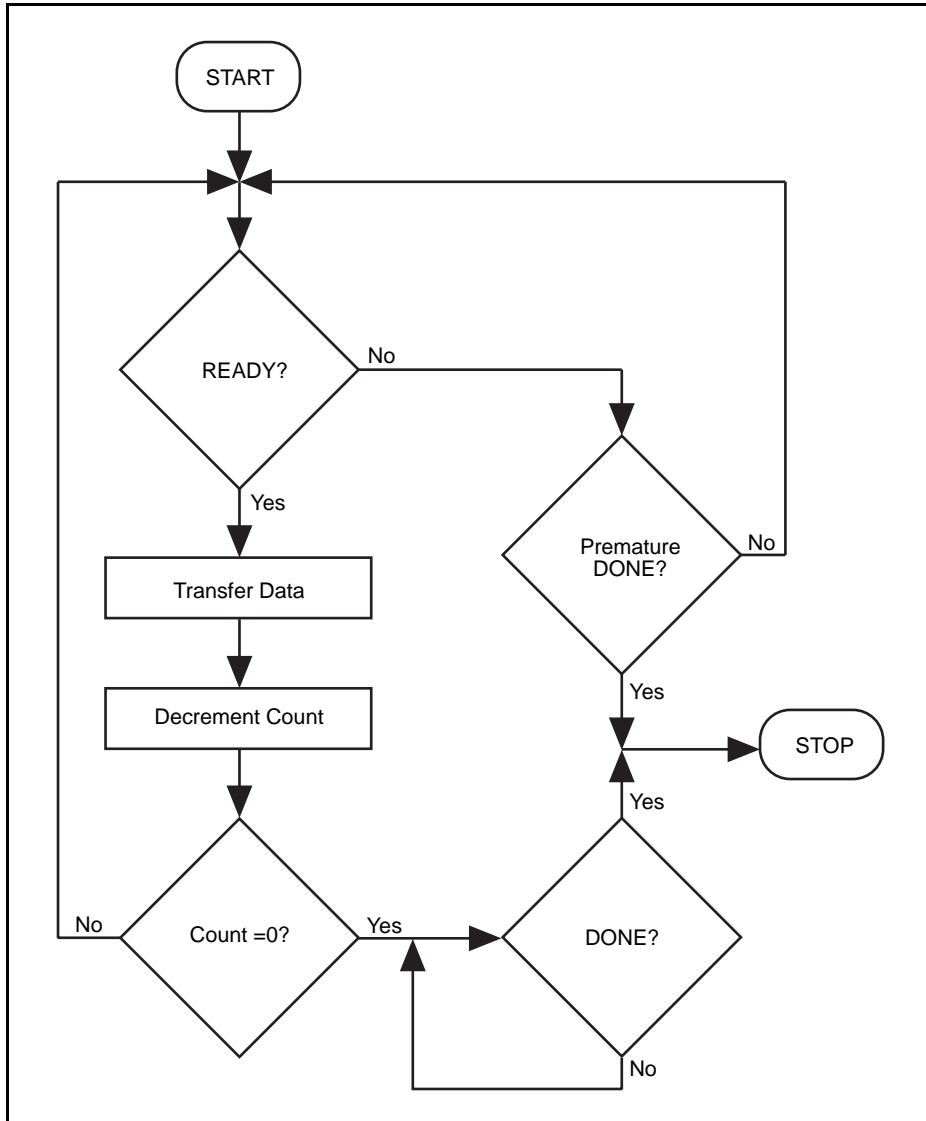 START
READY?
No
Yes
Transfer Data
Premature
DONE?
No
Decrement Count
Yes
STOP
Yes
No
Count =0?
Yes
DONE?
No